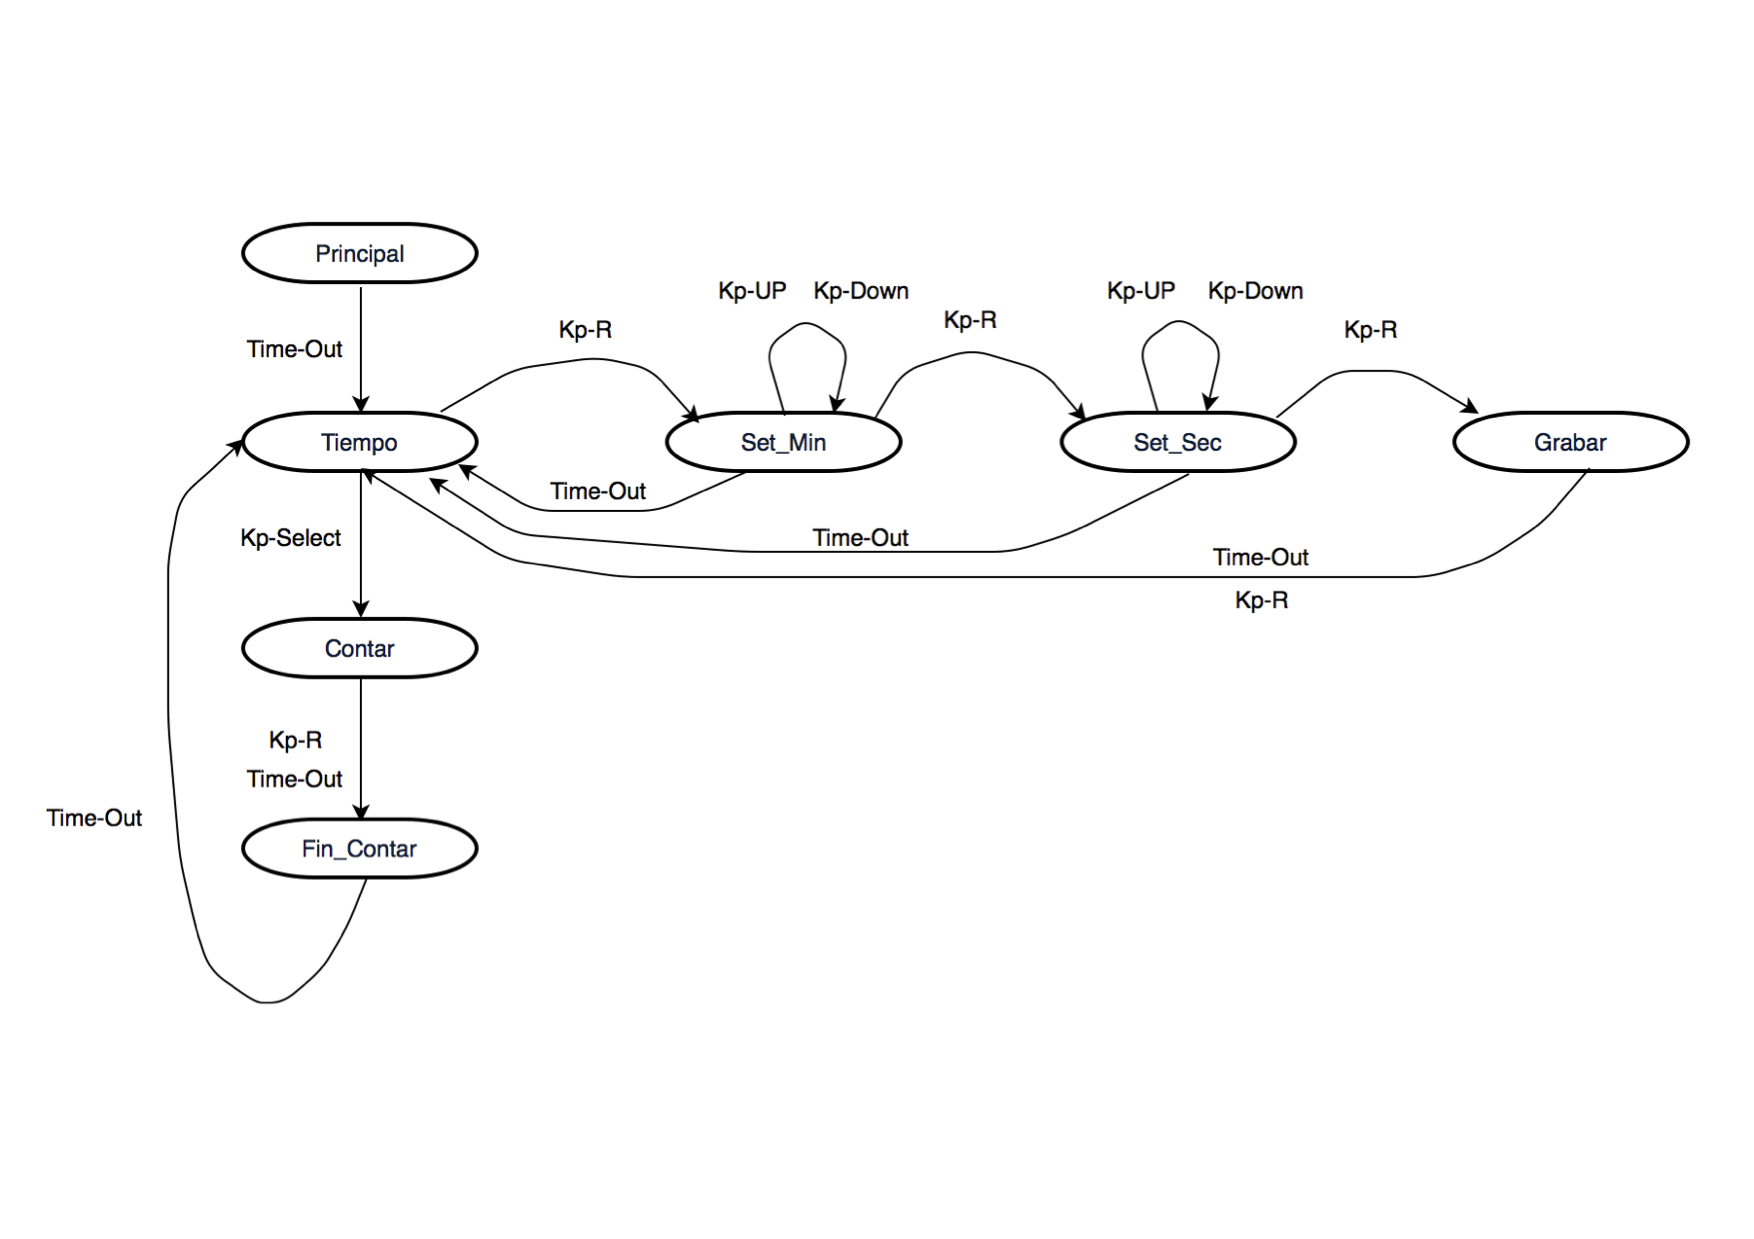 Principal
Kp-UP Kp-Down
Kp-UP Kp-Down
Kp-R
Kp-R
Kp-R
Time-Out
Tiempo
Set_Min
Set_Sec
Grabar
Time-Out
Kp-Select
Time-Out
Time-Out
Kp-R
Contar
Kp-R
Time-Out
Time-Out
Fin_Contar